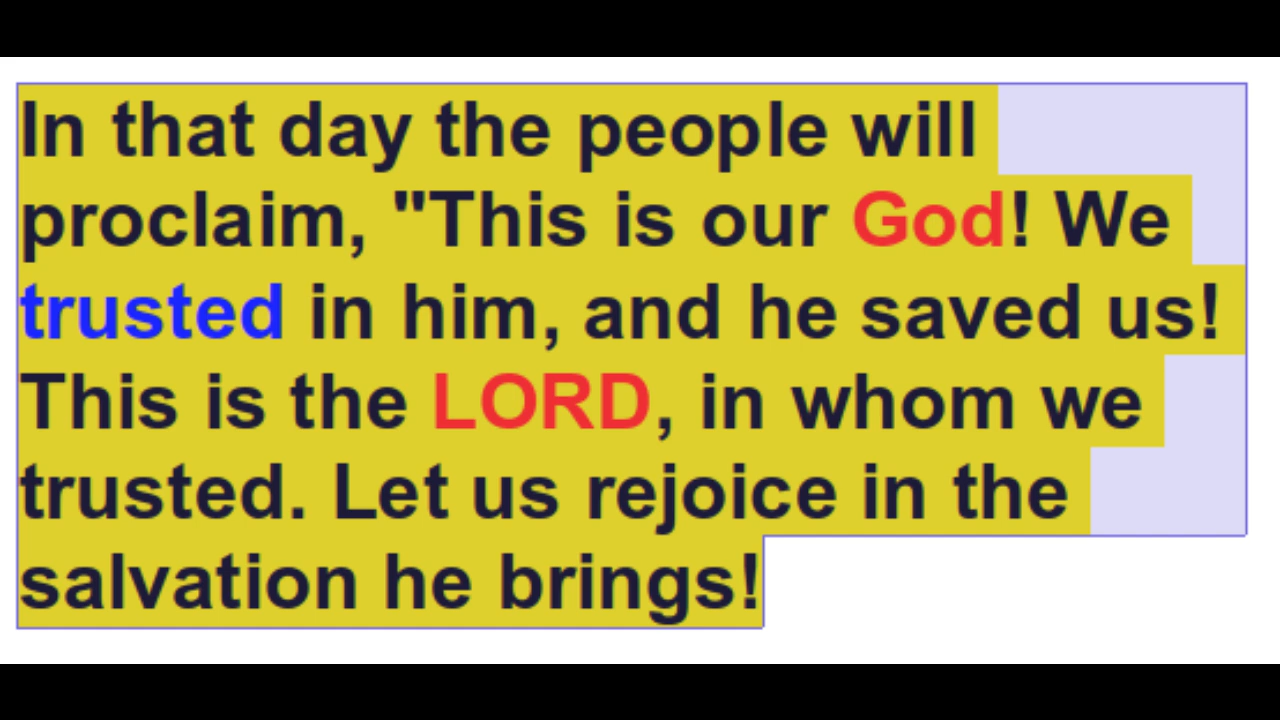 In that day the people will
proclaim, "This is our God! We
trusted in him, and he saved us!
This is the LORD, in whom we
trusted. Let us rejoice in the
salvation he brings!